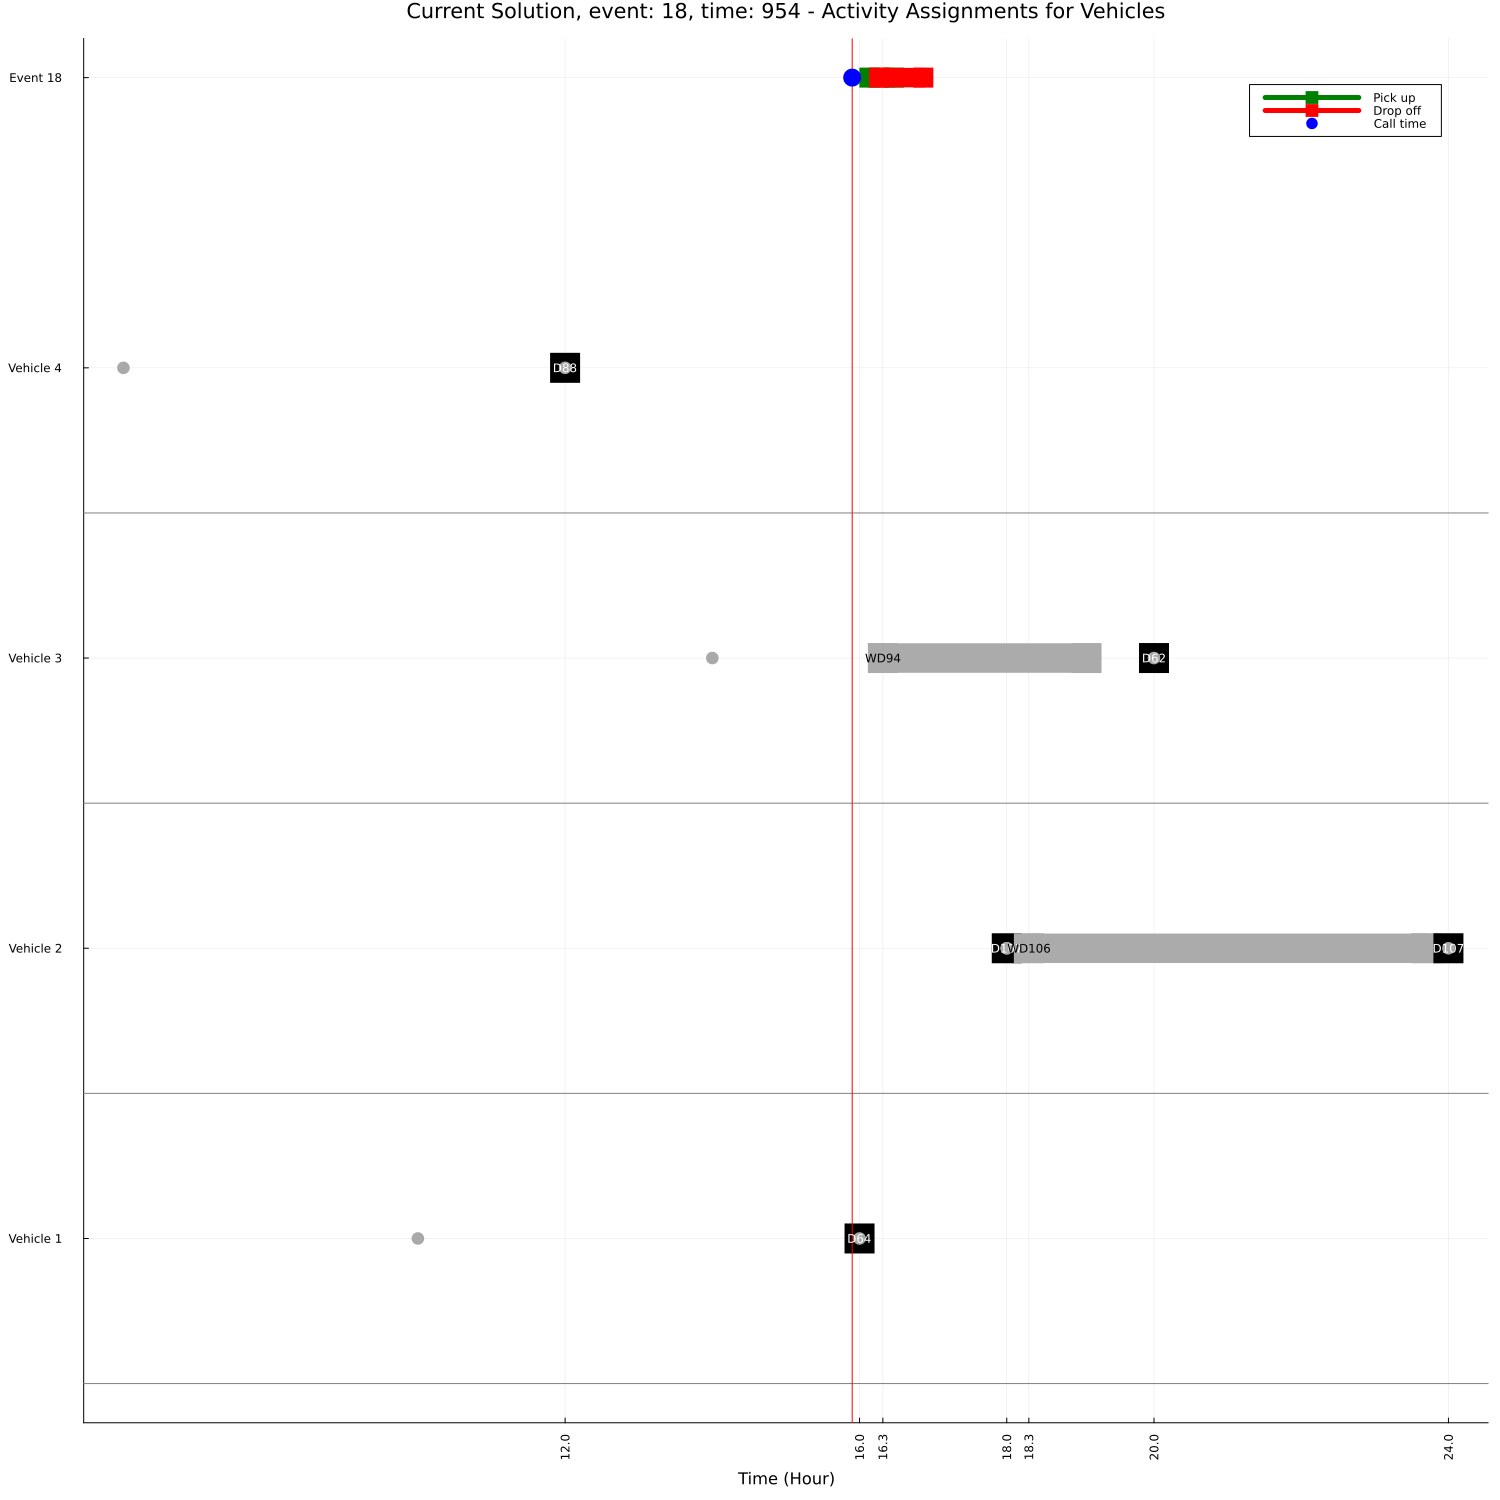 Current Solution, event: 18, time: 954 - Activity Assignments for Vehicles
Event 18
Pick up
Drop off
Call time
Vehicle 4
D88
Vehicle 3
WD94
D62
Vehicle 2
WD106
D107
Vehicle 1
D64
12.0
16.0
16.3
18.0
18.3
20.0
24.0
Time (Hour)